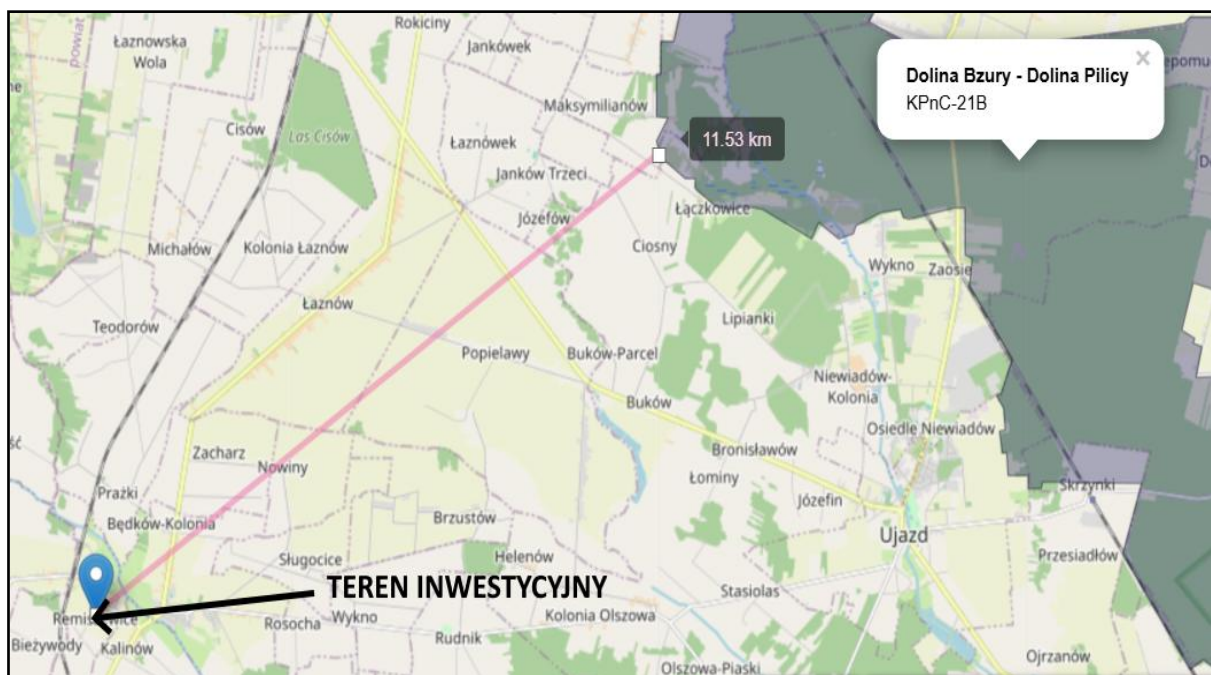 Rokiciny
Łaznowska
Wola
powiat
Jankówek
Dolina Bzury - Dolina Pilicy
KPnC-21B
×
Maksymilianów
Cisów
Las Cisów
Łaznówek
11.53 km
Janków Trzeci
Józefów
Łączkowice
Michałów
Kolonia Łaznów
Ciosny
Wykno
Zaosie
Łaznów
Teodorów
Lipianki
Popielawy
Buków-Parcel
Niewiadów-
Kolonia
Buków
Osiedle Niewiadów
Zacharz
Nowiny
Bronisławów
Łominy
Skrzynki
Prażki
Józefin
Będków-Kolonia
Brzustów
Ujazd
Sługocice
Helenów
Przesiadłów
TEREN INWESTYCYJNY
Stasiolas
Rosocha
Wykno
Kolonia Olszowa
Rudnik
Bieżywody
Kalinów
Olszowa-Piaski
Ojrzanów